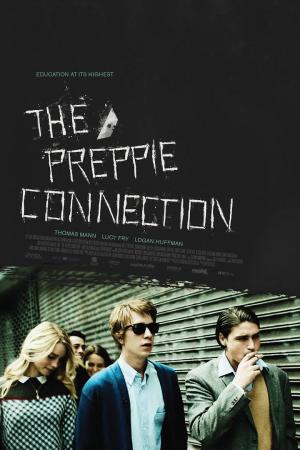 EDUCATION AT ITS HIGHEST
THE
PREPPIE
CONNECTION
THOMAS MANN LUCY FRY LOGAN HUFFMAN